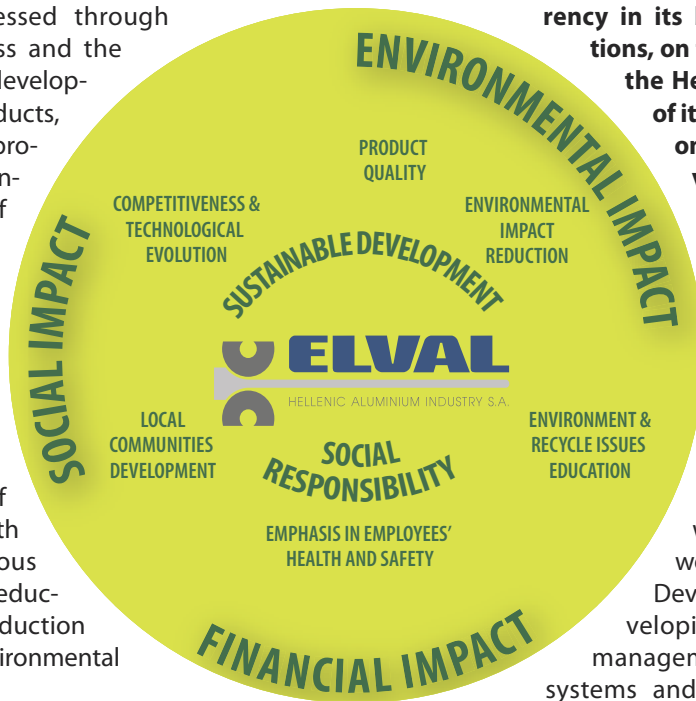 essed through
ss and the
develop-
ducts,
pro-
n-
f
rency in its
tions, on
the He
of it
on
ENVIRONMENTAL IMPACT
PRODUCT
QUALITY
COMPETITIVENESS &
TECHNOLOGICAL
EVOLUTION
ENVIRONMENTAL
IMPACT
REDUCTION
SUSTAINABLE DEVELOPMENT
SOCIAL IMPACT
ELVAL
HELLENIC ALUMINIUM INDUSTRY S.A.
LOCAL
COMMUNITIES
DEVELOPMENT
SOCIAL
RESPONSIBILITY
ENVIRONMENT &
RECYCLE ISSUES
EDUCATION
EMPHASIS IN EMPLOYEES'
HEALTH AND SAFETY
FINANCIAL IMPACT
f
th
ous
educ-
duction
vironmental
we
Dev
velopi
managem
systems and